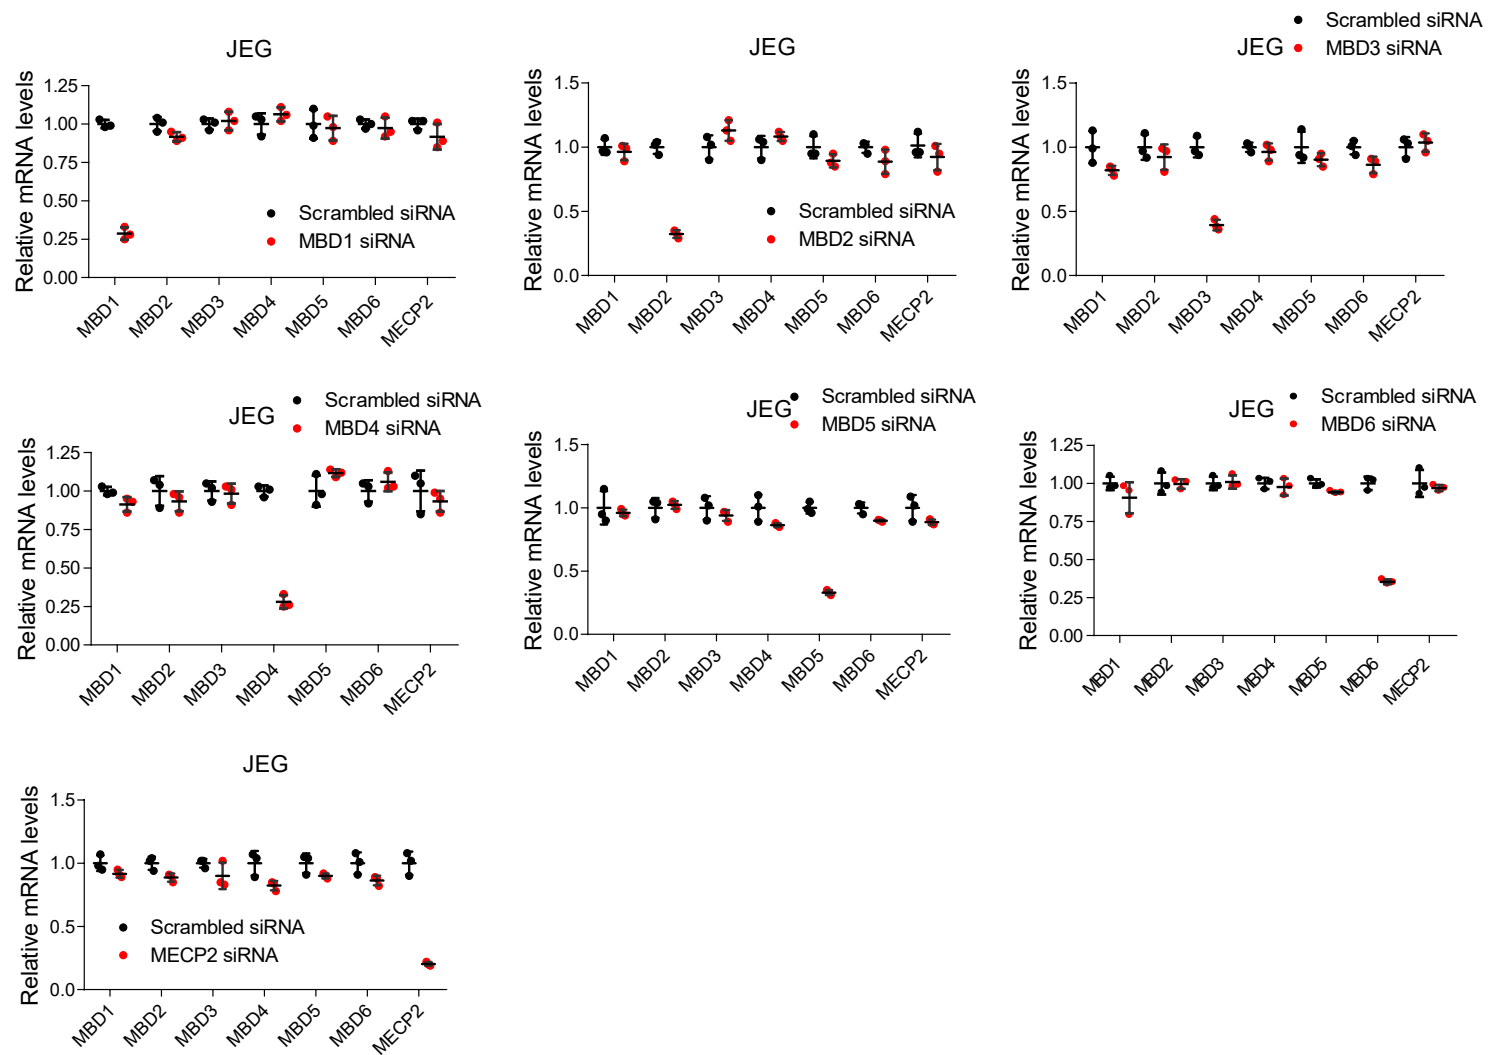 JEG
Relative mRNA levels
1.25
1.00
0.75
0.50
0.25
0.00
Scrambled siRNA
MBD1 siRNA
MBD1
MBD2
MBD3
MBD4
MBD5
MBD6
MECP2
JEG
Relative mRNA levels
1.5
1.0
0.5
0.0
Scrambled siRNA
MBD2 siRNA
MBD1
MBD2
MBD3
MBD4
MBD5
MBD6
MECP2
JEG
Scrambled siRNA
MBD3 siRNA
Relative mRNA levels
1.5
1.0
0.5
0.0
MBD1
MBD2
MBD3
MBD4
MBD5
MBD6
MECP2
JEG
Scrambled siRNA
MBD4 siRNA
Relative mRNA levels
1.25
1.00
0.75
0.50
0.25
0.00
MBD1
MBD2
MBD3
MBD4
MBD5
MBD6
MECP2
JEG
Scrambled siRNA
MBD5 siRNA
Relative mRNA levels
1.5
1.0
0.5
0.0
MBD1
MBD2
MBD3
MBD4
MBD5
MBD6
MECP2
JEG
Scrambled siRNA
MBD6 siRNA
Relative mRNA levels
1.25
1.00
0.75
0.50
0.25
0.00
MBD1
MBD2
MBD3
MBD4
MBD5
MBD6
MECP2
JEG
Relative mRNA levels
1.5
1.0
0.5
0.0
Scrambled siRNA
MECP2 siRNA
MBD1
MBD2
MBD3
MBD4
MBD5
MBD6
MECP2